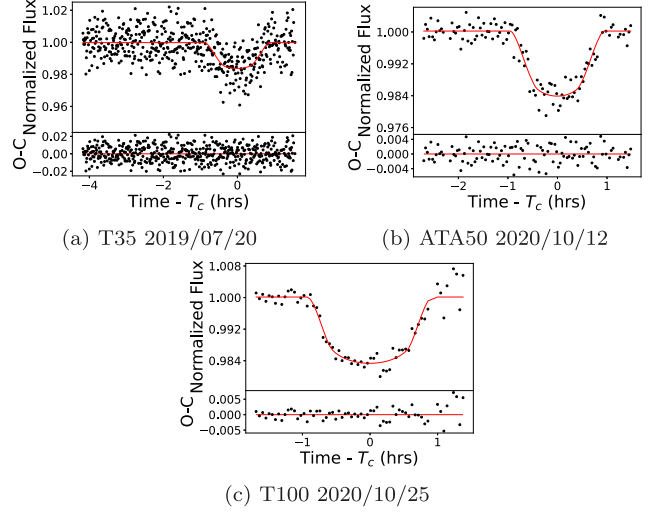 1.02
1.00
0.98
0.96
Normalized Flux
0.02
0.00
−0.02
O-C
−4 −2 0
Time - Tc (hrs)
(a) T35 2019/07/20
1.000
0.992
0.984
0.976
Normalized Flux
0.004
0.000
−0.004
O-C
−2 −1 0 1
Time - Tc (hrs)
(b) ATA50 2020/10/12
1.008
1.000
0.992
0.984
Normalized Flux
0.005
0.000
−0.005
O-C
−1 0 1
Time - Tc (hrs)
(c) T100 2020/10/25